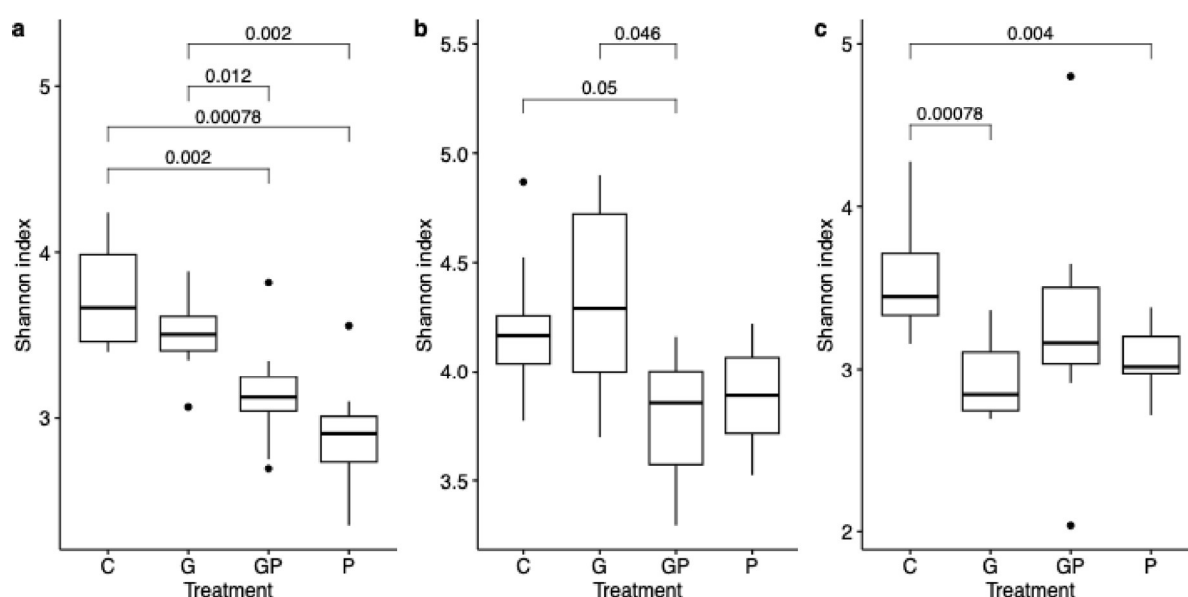 a
0.002
0.012
0.00078
0.002
5
4
3
Shannon index
C G GP P
Treatment
b
0.046
0.05
5.5
5.0
4.5
4.0
3.5
Shannon index
C G GP P
Treatment
c
0.004
0.00078
5
4
3
2
Shannon index
C G GP P
Treatment